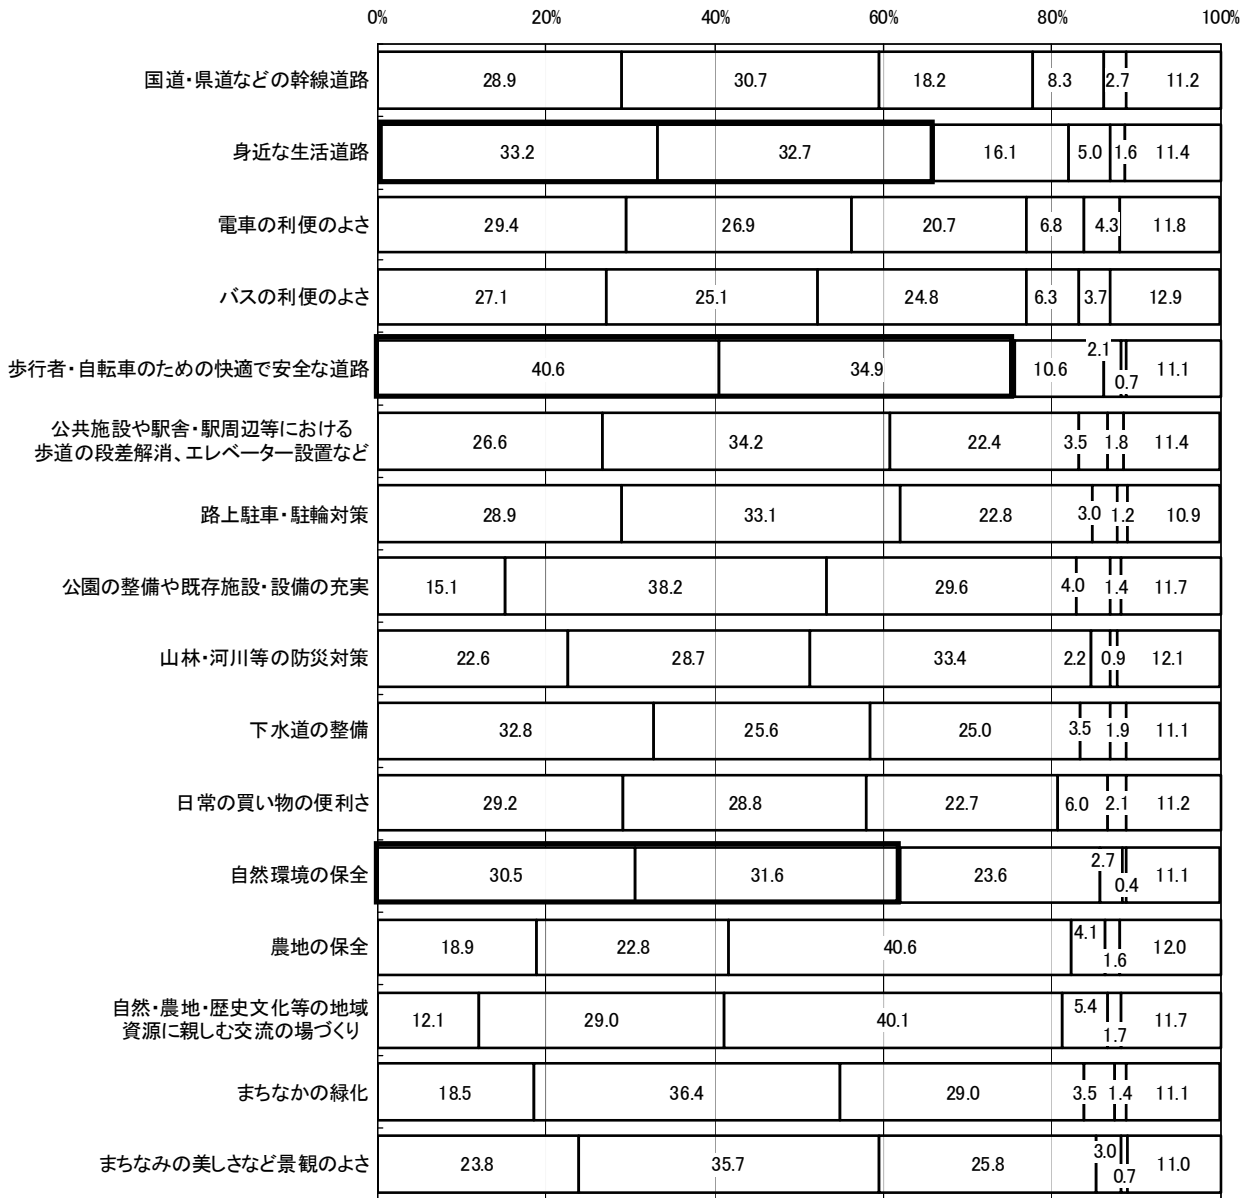 0% 20% 40% 60% 80% 100%
国道・県道などの幹線道路 28.9 30.7 18.2 8.3 2.7 11.2
身近な生活道路 33.2 32.7 16.1 5.0 1.6 11.4
電車の利便のよさ 29.4 26.9 20.7 6.8 4.3 11.8
バスの利便のよさ 27.1 25.1 24.8 6.3 3.7 12.9
歩行者・自転車のための快適で安全な道路 40.6 34.9 10.6 2.1 0.7 11.1
公共施設や駅舎・駅周辺等における
歩道の段差解消、エレベーター設置など 26.6 34.2 22.4 3.5 1.8 11.4
路上駐車・駐輪対策 28.9 33.1 22.8 3.0 1.2 10.9
公園の整備や既存施設・設備の充実 15.1 38.2 29.6 4.0 1.4 11.7
山林・河川等の防災対策 22.6 28.7 33.4 2.2 0.9 12.1
下水道の整備 32.8 25.6 25.0 3.5 1.9 11.1
日常の買い物の便利さ 29.2 28.8 22.7 6.0 2.1 11.2
自然環境の保全 30.5 31.6 23.6 2.7 0.4 11.1
農地の保全 18.9 22.8 40.6 4.1 1.6 12.0
自然・農地・歴史文化等の地域
資源に親しむ交流の場づくり 12.1 29.0 40.1 5.4 1.7 11.7
まちなかの緑化 18.5 36.4 29.0 3.5 1.4 11.1
まちなみの美しさなど景観のよさ 23.8 35.7 25.8 3.0 0.7 11.0